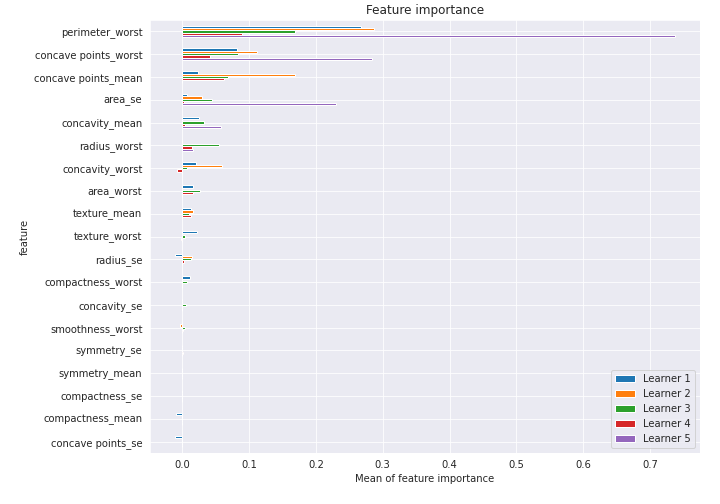 Feature importance
perimeter_worst
concave points_worst
concave points_mean
area_se
concavity_mean
radius_worst
concavity_worst
area_worst
texture_mean
texture_worst
radius_se
compactness_worst
concavity_se
smoothness_worst
symmetry_se
symmetry_mean
compactness_se
compactness_mean
concave points_se
feature
Learner 1
Learner 2
Learner 3
Learner 4
Learner 5
0.0 0.1 0.2 0.3 0.4 0.5 0.6 0.7
Mean of feature importance